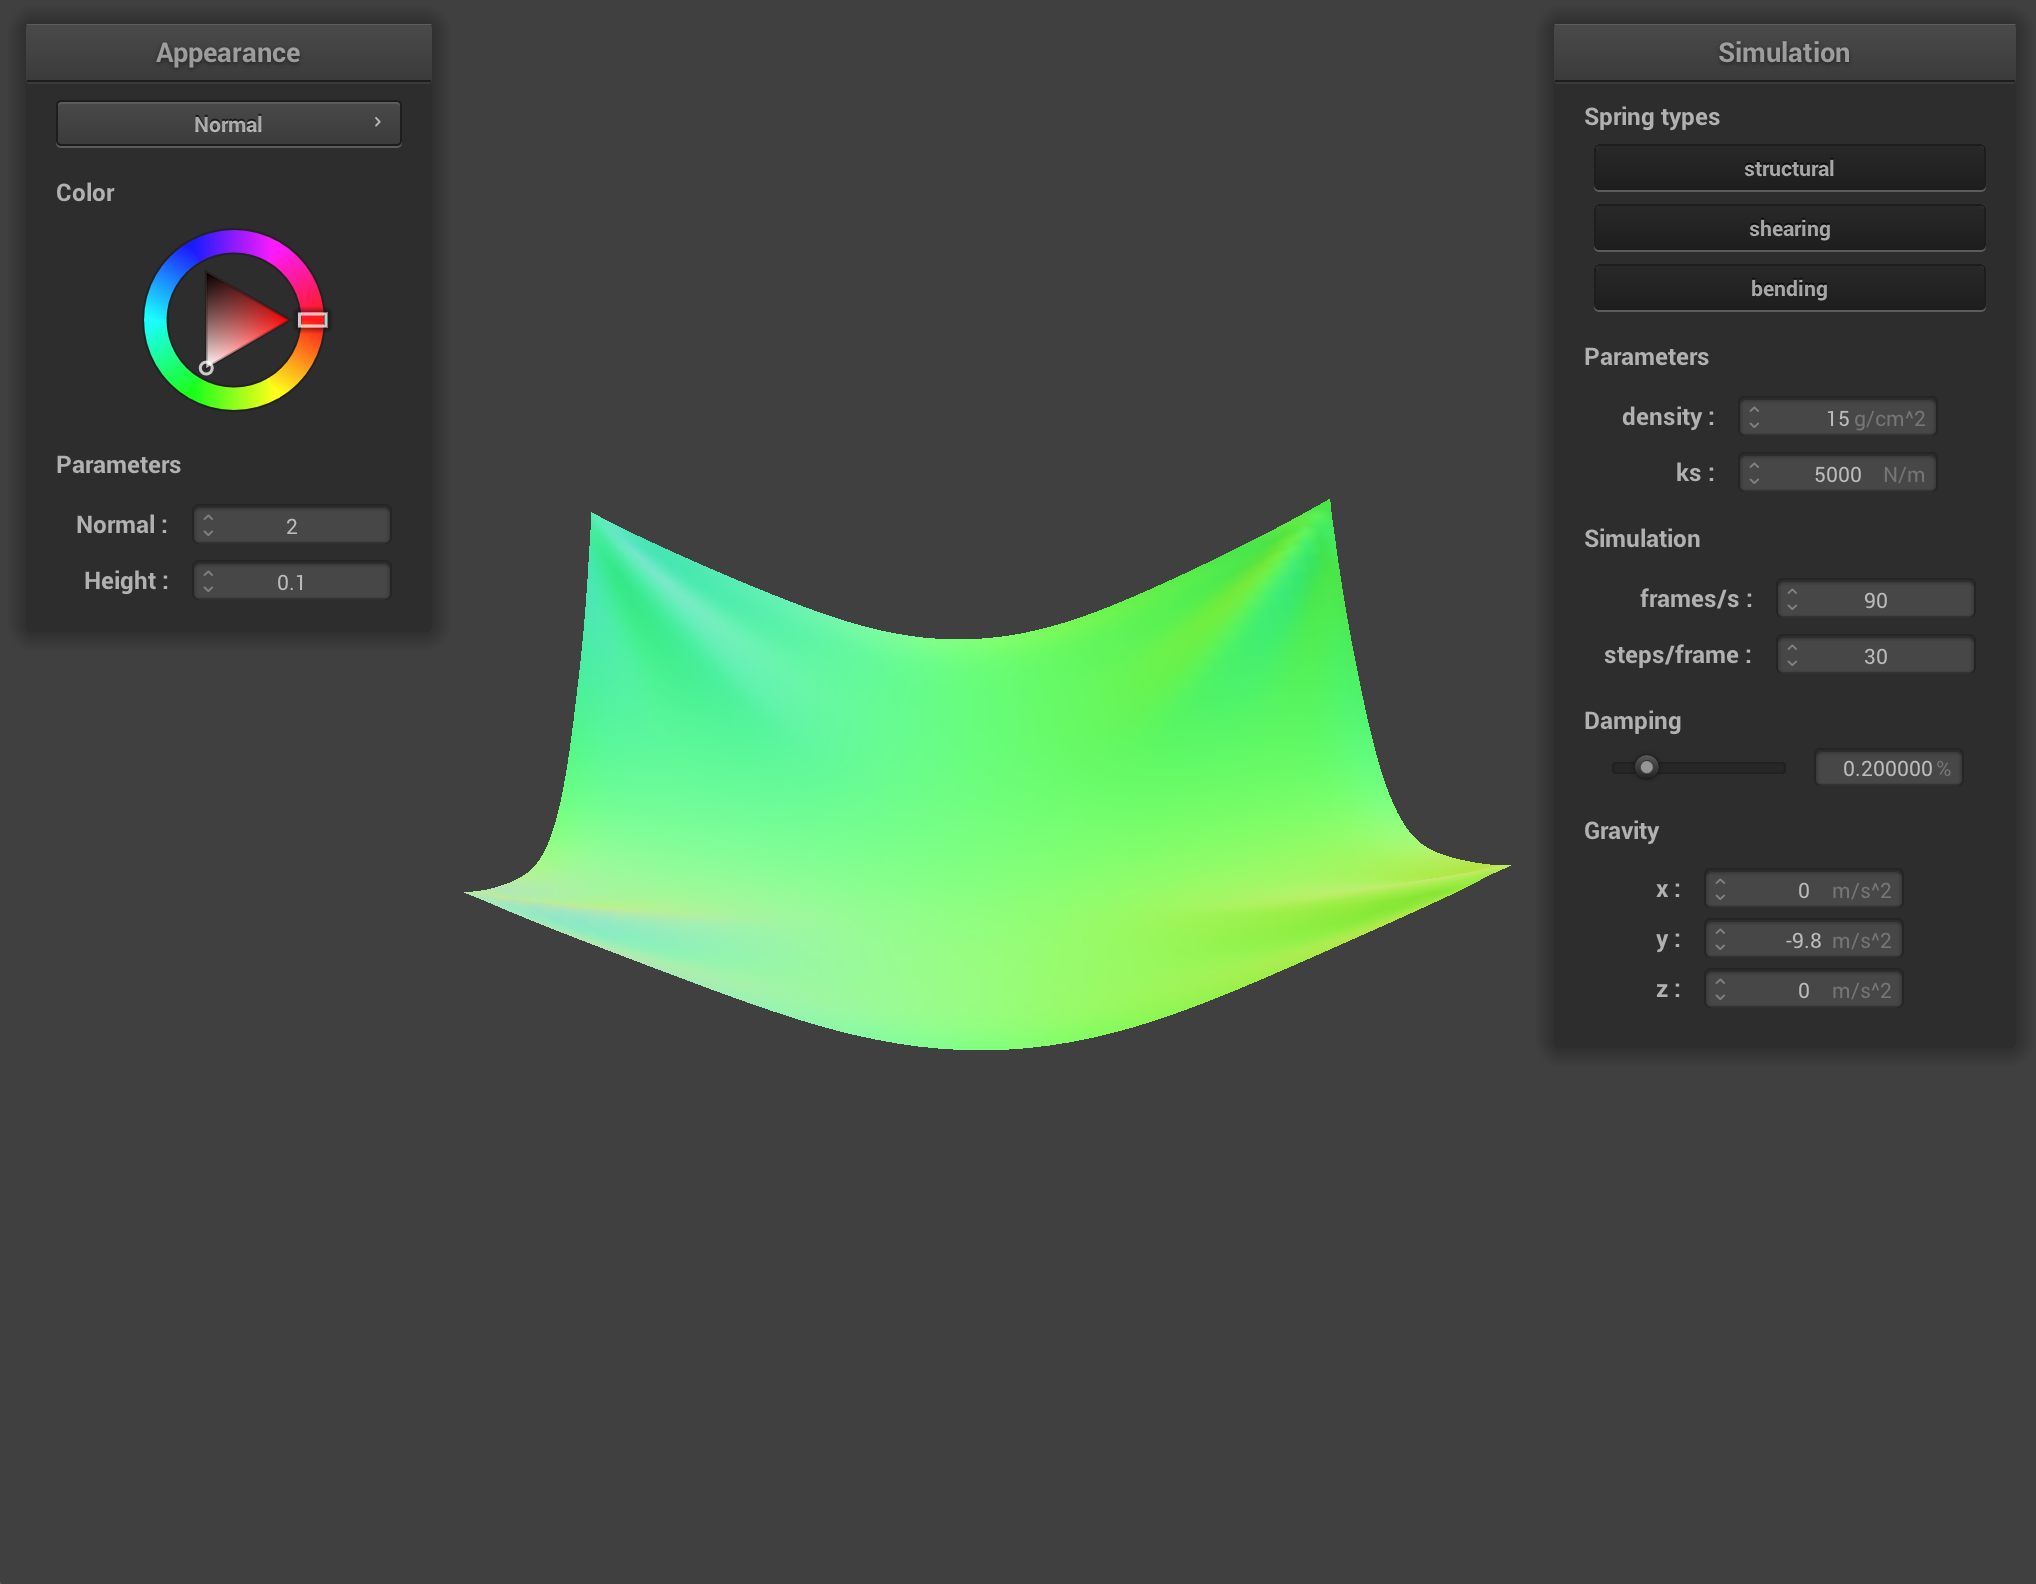 Appearance
Normal
Color
Parameters
Normal : 2
Height : 0.1
Simulation
Spring types
structural
shearing
bending
Parameters
density : 15 g/cm^2
ks : 5000 N/m
Simulation
frames/s : 90
steps/frame : 30
Damping
0.200000 %
Gravity
x : 0 m/s^2
y : -9.8 m/s^2
z : 0 m/s^2